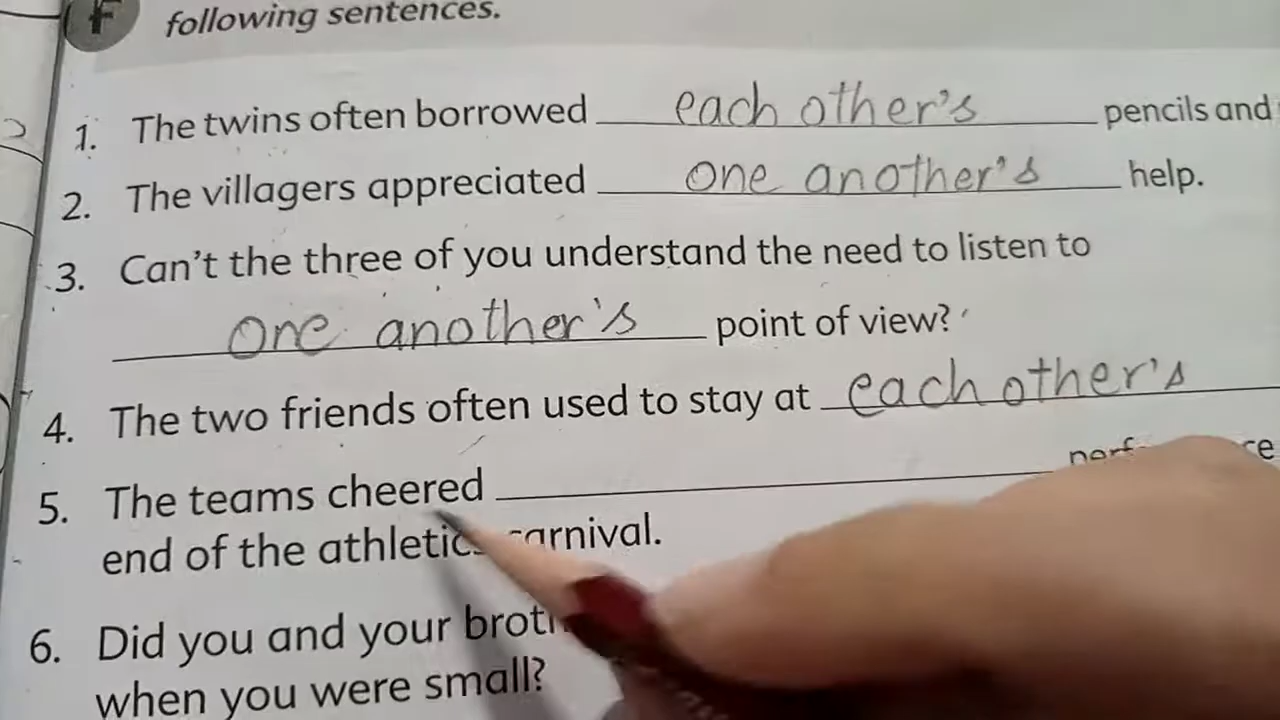 F
following sentences.
1. The twins often borrowed each other's pencils and
2. The villagers appreciated one another's help.
3. Can't the three of you understand the need to listen to
one another's point of view?
4. The two friends often used to stay at each other's
5. The teams cheered
end of the athletics carnival.
6. Did you and your
when you were small?